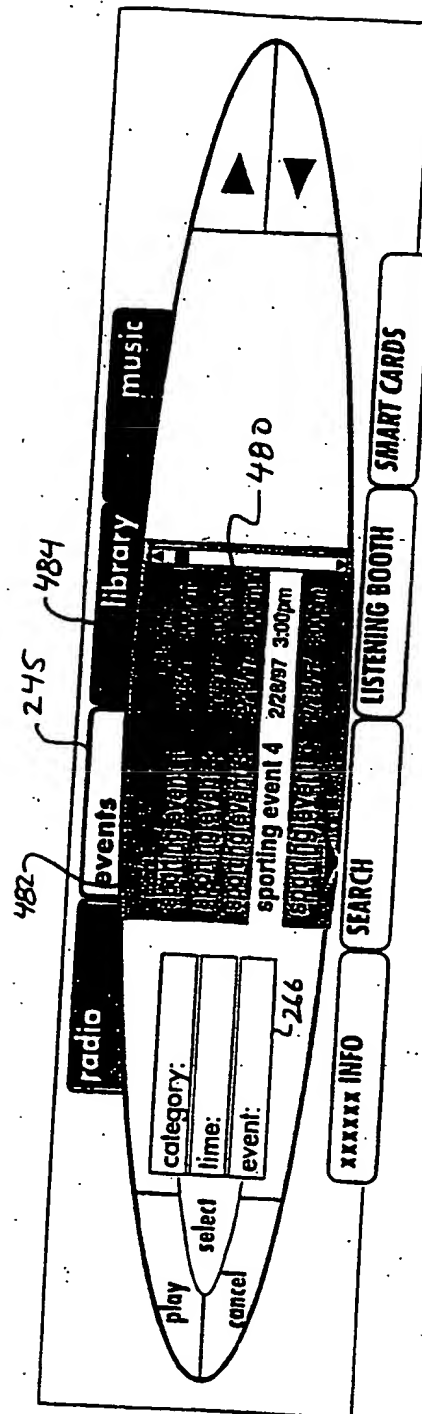 482
245
484
radio
events
library
music
play
select
cancel
category:
time:
event:
266
sporting event 4 2/28/97 3:00pm
480
xxxxxx INFO
SEARCH
LISTENING BOOTH
SMART CARDS